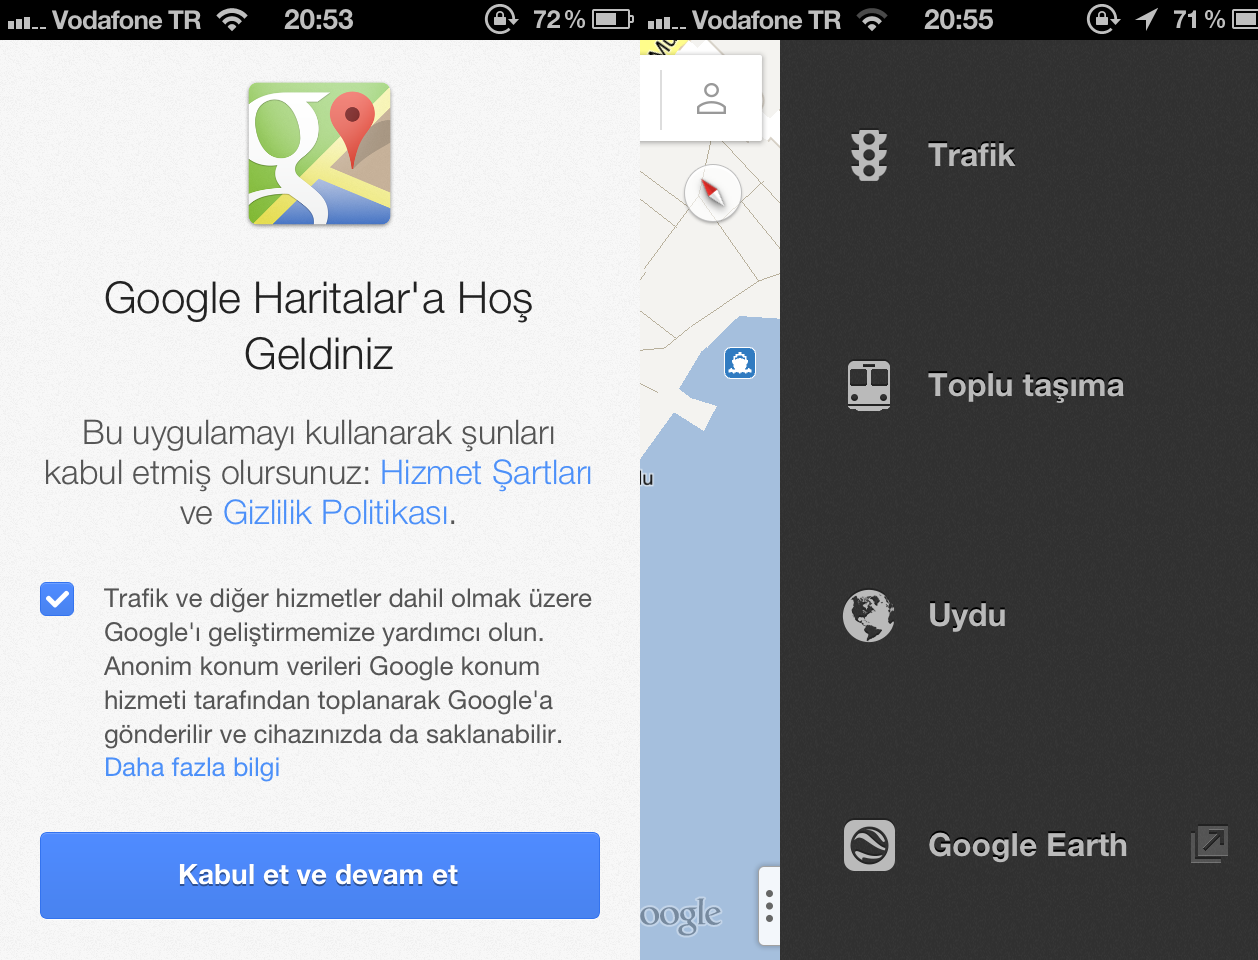 Vodafone TR 20:53 72 %
Google Haritalar'a Hoş
Geldiniz
Bu uygulamayı kullanarak şunları
kabul etmiş olursunuz: Hizmet Şartları
ve Gizlilik Politikası.
Trafik ve diğer hizmetler dahil olmak üzere
Google'ı geliştirmemize yardımcı olun.
Anonim konum verileri Google konum
hizmeti tarafından toplanarak Google'a
gönderilir ve cihazınızda da saklanabilir.
Daha fazla bilgi
Kabul et ve devam et
Vodafone TR 20:55 71 %
lu
oogle
Trafik
Toplu taşıma
Uydu
Google Earth